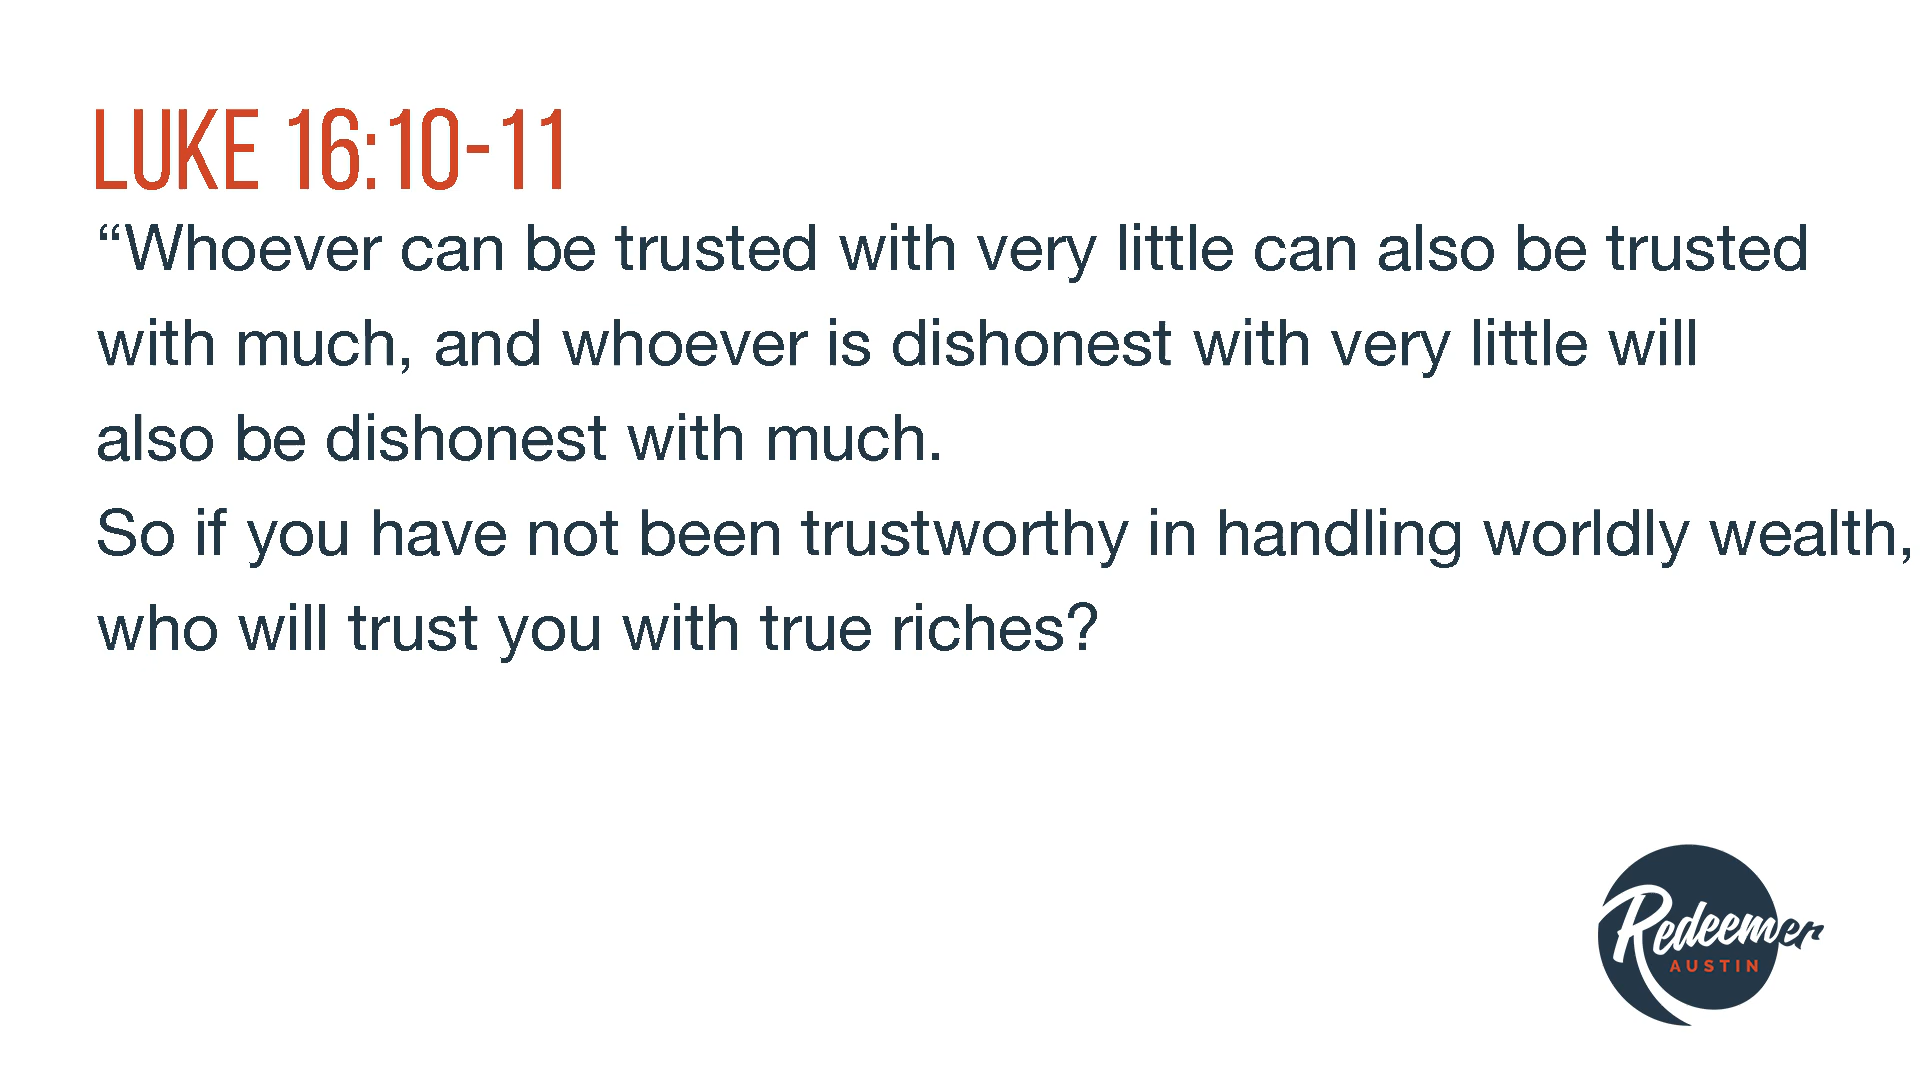 LUKE 16:10-11
“Whoever can be trusted with very little can also be trusted
with much, and whoever is dishonest with very little will
also be dishonest with much.
So if you have not been trustworthy in handling worldly wealth,
who will trust you with true riches?
Redeemer
AUSTIN